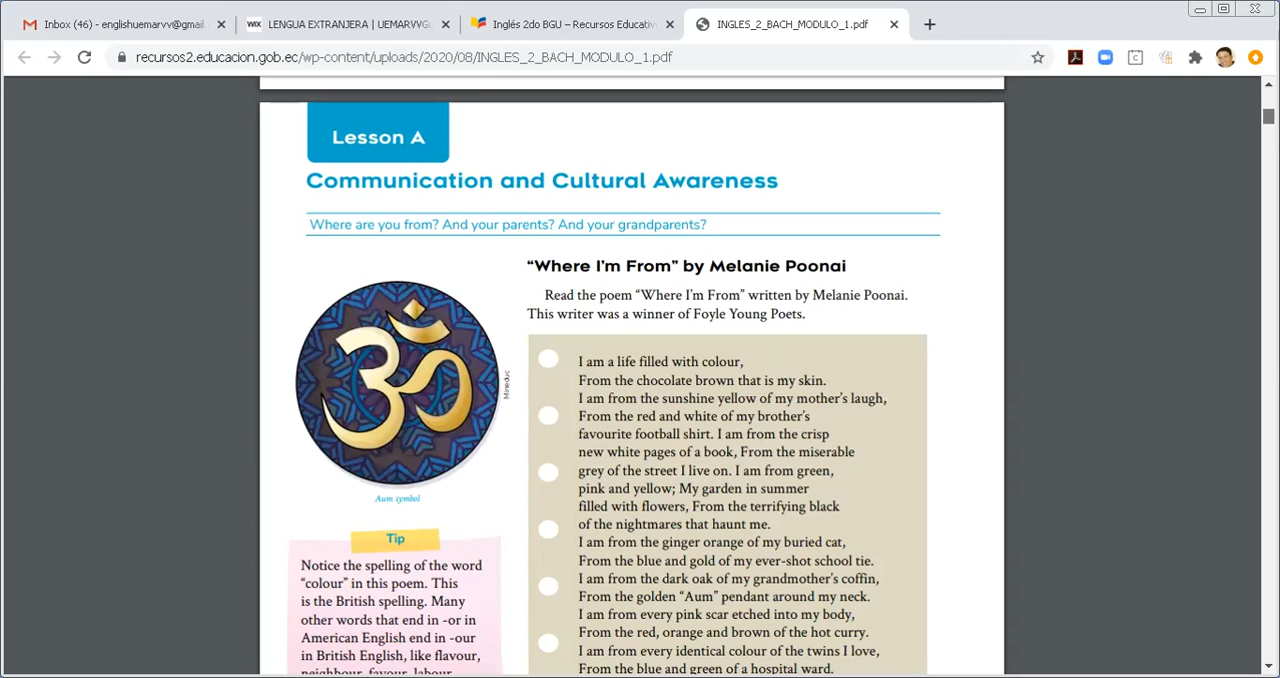 Inbox (46) - englishuemarvv@gmail.
LENGUA EXTRANJERA | UEMARVVG
Inglés 2do BGU – Recursos Educativ
INGLES_2_BACH_MODULO_1.pdf
recursos2.educacion.gob.ec/wp-content/uploads/2020/08/INGLES_2_BACH_MODULO_1.pdf
Lesson A
Communication and Cultural Awareness
Where are you from? And your parents? And your grandparents?
“Where I’m From” by Melanie Poonai
Read the poem “Where I’m From” written by Melanie Poonai.
This writer was a winner of Foyle Young Poets.
Mineduc
Aum symbol
I am a life filled with colour,
From the chocolate brown that is my skin.
I am from the sunshine yellow of my mother’s laugh,
From the red and white of my brother’s
favourite football shirt. I am from the crisp
new white pages of a book, From the miserable
grey of the street I live on. I am from green,
pink and yellow; My garden in summer
filled with flowers, From the terrifying black
of the nightmares that haunt me.
I am from the ginger orange of my buried cat,
From the blue and gold of my ever-shot school tie.
I am from the dark oak of my grandmother’s coffin,
From the golden “Aum” pendant around my neck.
I am from every pink scar etched into my body,
From the red, orange and brown of the hot curry.
I am from every identical colour of the twins I love,
From the blue and green of a hospital ward.
Tip
Notice the spelling of the word
“colour” in this poem. This
is the British spelling. Many
other words that end in -or in
American English end in -our
in British English, like flavour,
neighbour, favour, labour